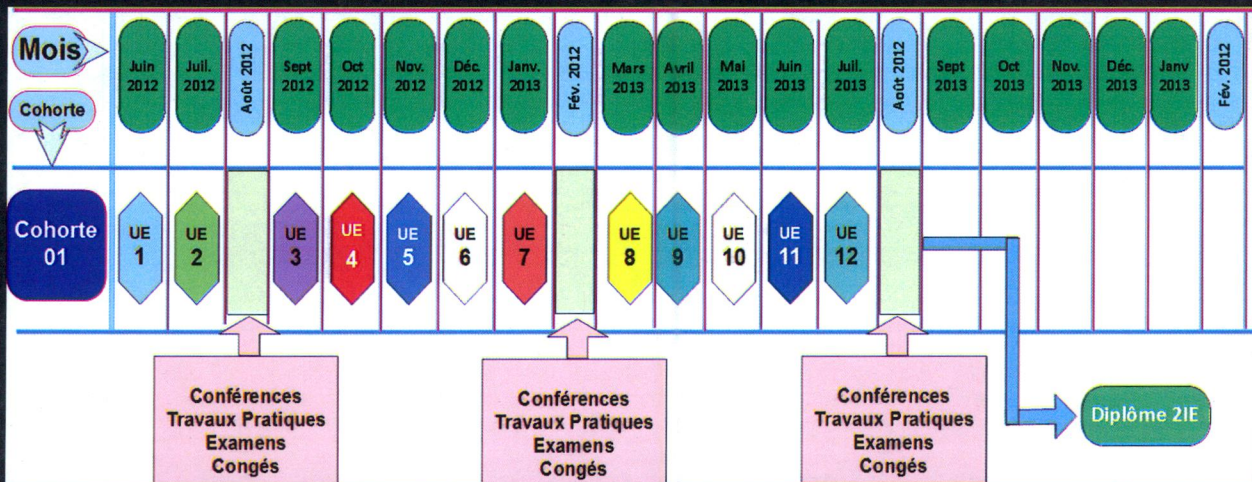 Mois
Juin
2012
Juil.
2012
Août 2012
Sept
2012
Oct
2012
Nov.
2012
Déc.
2012
Janv.
2013
Fév. 2012
Mars
2013
Avril
2013
Mai
2013
Juin
2013
Juil.
2013
Août 2012
Sept
2013
Oct
2013
Nov.
2013
Déc.
2013
Janv
2013
Fév. 2012
Cohorte
Cohorte
01
UE
1
UE
2
UE
3
UE
4
UE
5
UE
6
UE
7
UE
8
UE
9
UE
10
UE
11
UE
12
Conférences
Travaux Pratiques
Examens
Congés
Conférences
Travaux Pratiques
Examens
Congés
Conférences
Travaux Pratiques
Examens
Congés
Diplôme 2IE